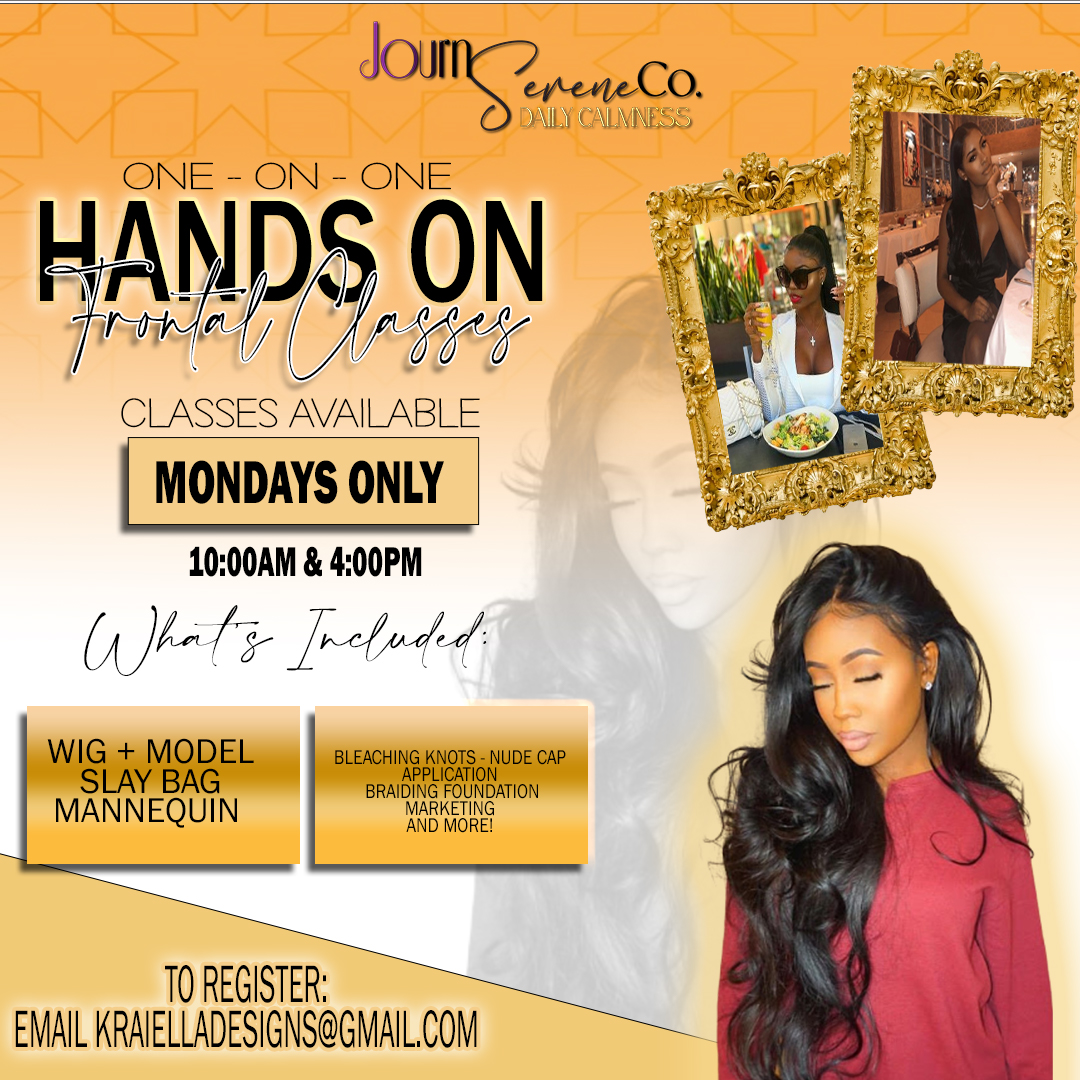 Journ
SereneCo.
DAILY CALMNESS
ONE - ON - ONE
HANDS ON
Frontal Classes
CLASSES AVAILABLE
MONDAYS ONLY
10:00AM & 4:00PM
What's Included:
WIG + MODEL
SLAY BAG
MANNEQUIN
BLEACHING KNOTS - NUDE CAP
APPLICATION
BRAIDING FOUNDATION
MARKETING
AND MORE!
TO REGISTER:
EMAIL KRAIELLADESIGNS@GMAIL.COM